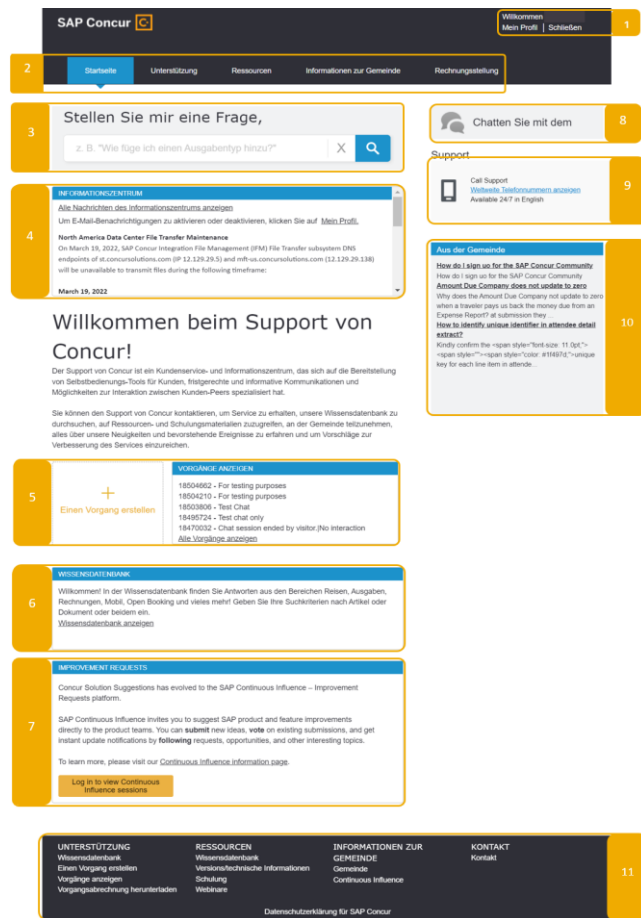 SAP Concur C
Willkommen
Mein Profil | Schließen
1
2
Startseite Unterstützung Ressourcen Informationen zur Gemeinde Rechnungsstellung
3
Stellen Sie mir eine Frage,
z. B. "Wie füge ich einen Ausgabentyp hinzu?" X
4
INFORMATIONSZENTRUM
Alle Nachrichten des Informationszentrums anzeigen
Um E-Mail-Benachrichtigungen zu aktivieren oder deaktivieren, klicken Sie auf Mein Profil.
North America Data Center File Transfer Maintenance
On March 19, 2022, SAP Concur Integration File Management (IFM) File Transfer subsystem DNS
endpoints of st.concursolutions.com (IP 12.129.29.5) and mft-us.concursolutions.com (12.129.29.138)
will be unavailable to transmit files during the following timeframe:
March 19, 2022
Willkommen beim Support von
Concur!
Der Support von Concur ist ein Kundenservice- und Informationszentrum, das sich auf die Bereitstellung
von Selbstbedienungs-Tools für Kunden, fristgerechte und informative Kommunikationen und
Möglichkeiten zur Interaktion zwischen Kunden-Peers spezialisiert hat.
Sie können den Support von Concur kontaktieren, um Service zu erhalten, unsere Wissensdatenbank zu
durchsuchen, auf Ressourcen- und Schulungsmaterialien zuzugreifen, an der Gemeinde teilzunehmen,
alles über unsere Neuigkeiten und bevorstehende Ereignisse zu erfahren und um Vorschläge zur
Verbesserung des Services einzureichen.
5
Einen Vorgang erstellen
VORGÄNGE ANZEIGEN
18504662 - For testing purposes
18504210 - For testing purposes
18503806 - Test Chat
18495724 - Test chat only
18470032 - Chat session ended by visitor.|No interaction
Alle Vorgänge anzeigen
6
WISSENSDATENBANK
Willkommen! In der Wissensdatenbank finden Sie Antworten aus den Bereichen Reisen, Ausgaben,
Rechnungen, Mobil, Open Booking und vieles mehr! Geben Sie Ihre Suchkriterien nach Artikel oder
Dokument oder beidem ein.
Wissensdatenbank anzeigen
7
IMPROVEMENT REQUESTS
Concur Solution Suggestions has evolved to the SAP Continuous Influence – Improvement
Requests platform.
SAP Continuous Influence invites you to suggest SAP product and feature improvements
directly to the product teams. You can submit new ideas, vote on existing submissions, and get
instant update notifications by following requests, opportunities, and other interesting topics.
To learn more, please visit our Continuous Influence information page.
Log in to view Continuous
Influence sessions
8
Chatten Sie mit dem
Support
9
Call Support
Weltweite Telefonnummern anzeigen
Available 24/7 in English
10
Aus der Gemeinde
How do I sign uo for the SAP Concur Community
How do I sign uo for the SAP Concur Community
Amount Due Company does not update to zero
Why does the Amount Due Company not update to zero
when a traveler pays us back the money due from an
Expense Report? at submission they ...
How to identify unique identifier in attendee detail
extract?
Kindly confirm the <span style="font-size: 11.0pt,">
<span style=""><span style="color: #1f497d,">unique
key for each line item in attende...
11
UNTERSTÜTZUNG
Wissensdatenbank
Einen Vorgang erstellen
Vorgänge anzeigen
Vorgangsabrechnung herunterladen
RESSOURCEN
Wissensdatenbank
Versions/technische Informationen
Schulung
Webinare
INFORMATIONEN ZUR
GEMEINDE
Gemeinde
Continuous Influence
KONTAKT
Kontakt
Datenschutzerklärung für SAP Concur